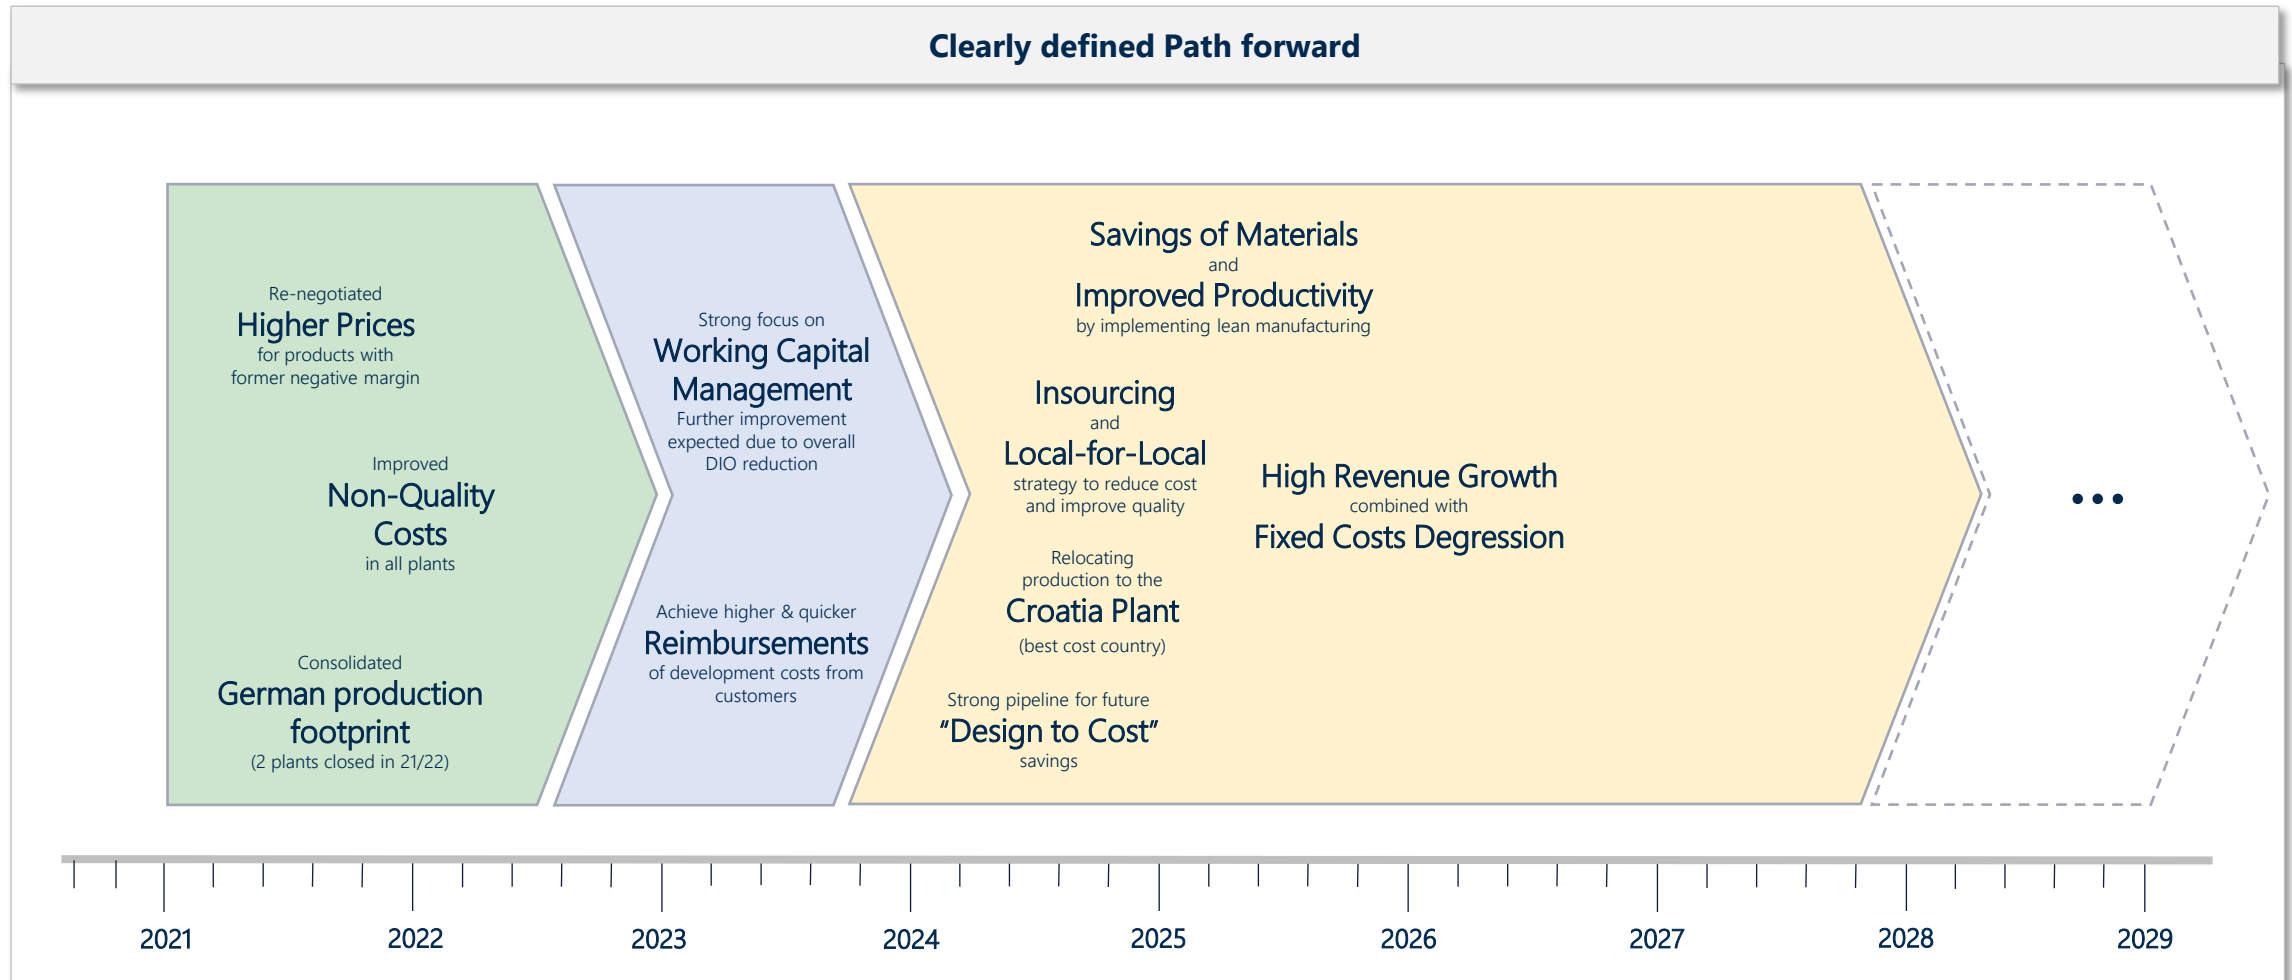 Clearly defined Path forward
Re-negotiated
Higher Prices
for products with
former negative margin
Improved
Non-Quality
Costs
in all plants
Consolidated
German production
footprint
(2 plants closed in 21/22)
Strong focus on
Working Capital
Management
Further improvement
expected due to overall
DIO reduction
Achieve higher & quicker
Reimbursements
of development costs from
customers
Savings of Materials
and
Improved Productivity
by implementing lean manufacturing
Insourcing
and
Local-for-Local
strategy to reduce cost
and improve quality
Relocating
production to the
Croatia Plant
(best cost country)
Strong pipeline for future
“Design to Cost”
savings
High Revenue Growth
combined with
Fixed Costs Degression
...
2021 2022 2023 2024 2025 2026 2027 2028 2029